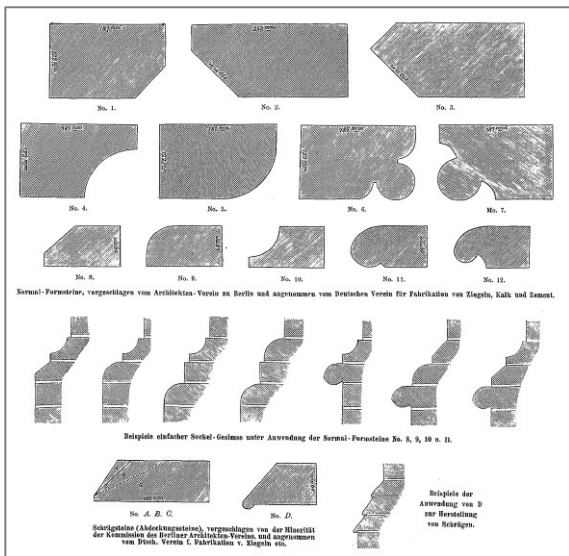 No. 1.
No. 2.
No. 3.
No. 4.
No. 5.
No. 6.
Mo. 7.
No. 8.
No. 9.
No. 10.
No. 11.
No. 12.
Normal-Formsteine, vorgeschlagen vom Architekten-Verein zu Berlin und angenommen vom Deutschen Verein für Fabrikation von Ziegeln, Kalk und Zement.
Beispiele einfacher Sockel-Gesimse unter Anwendung der Normal-Formsteine No. 8, 9, 10 u. 11.
No. A. B. C.
No. D.
Schrägsteine (Abdeckungssteine), vorgeschlagen von der Minorität
der Kommission des Berliner Architekten-Vereins, und angenommen
vom Dtsch. Verein f. Fabrikation v. Ziegeln etc.
Beispiele der
Anwendung von D
zur Herstellung
von Schrägen.